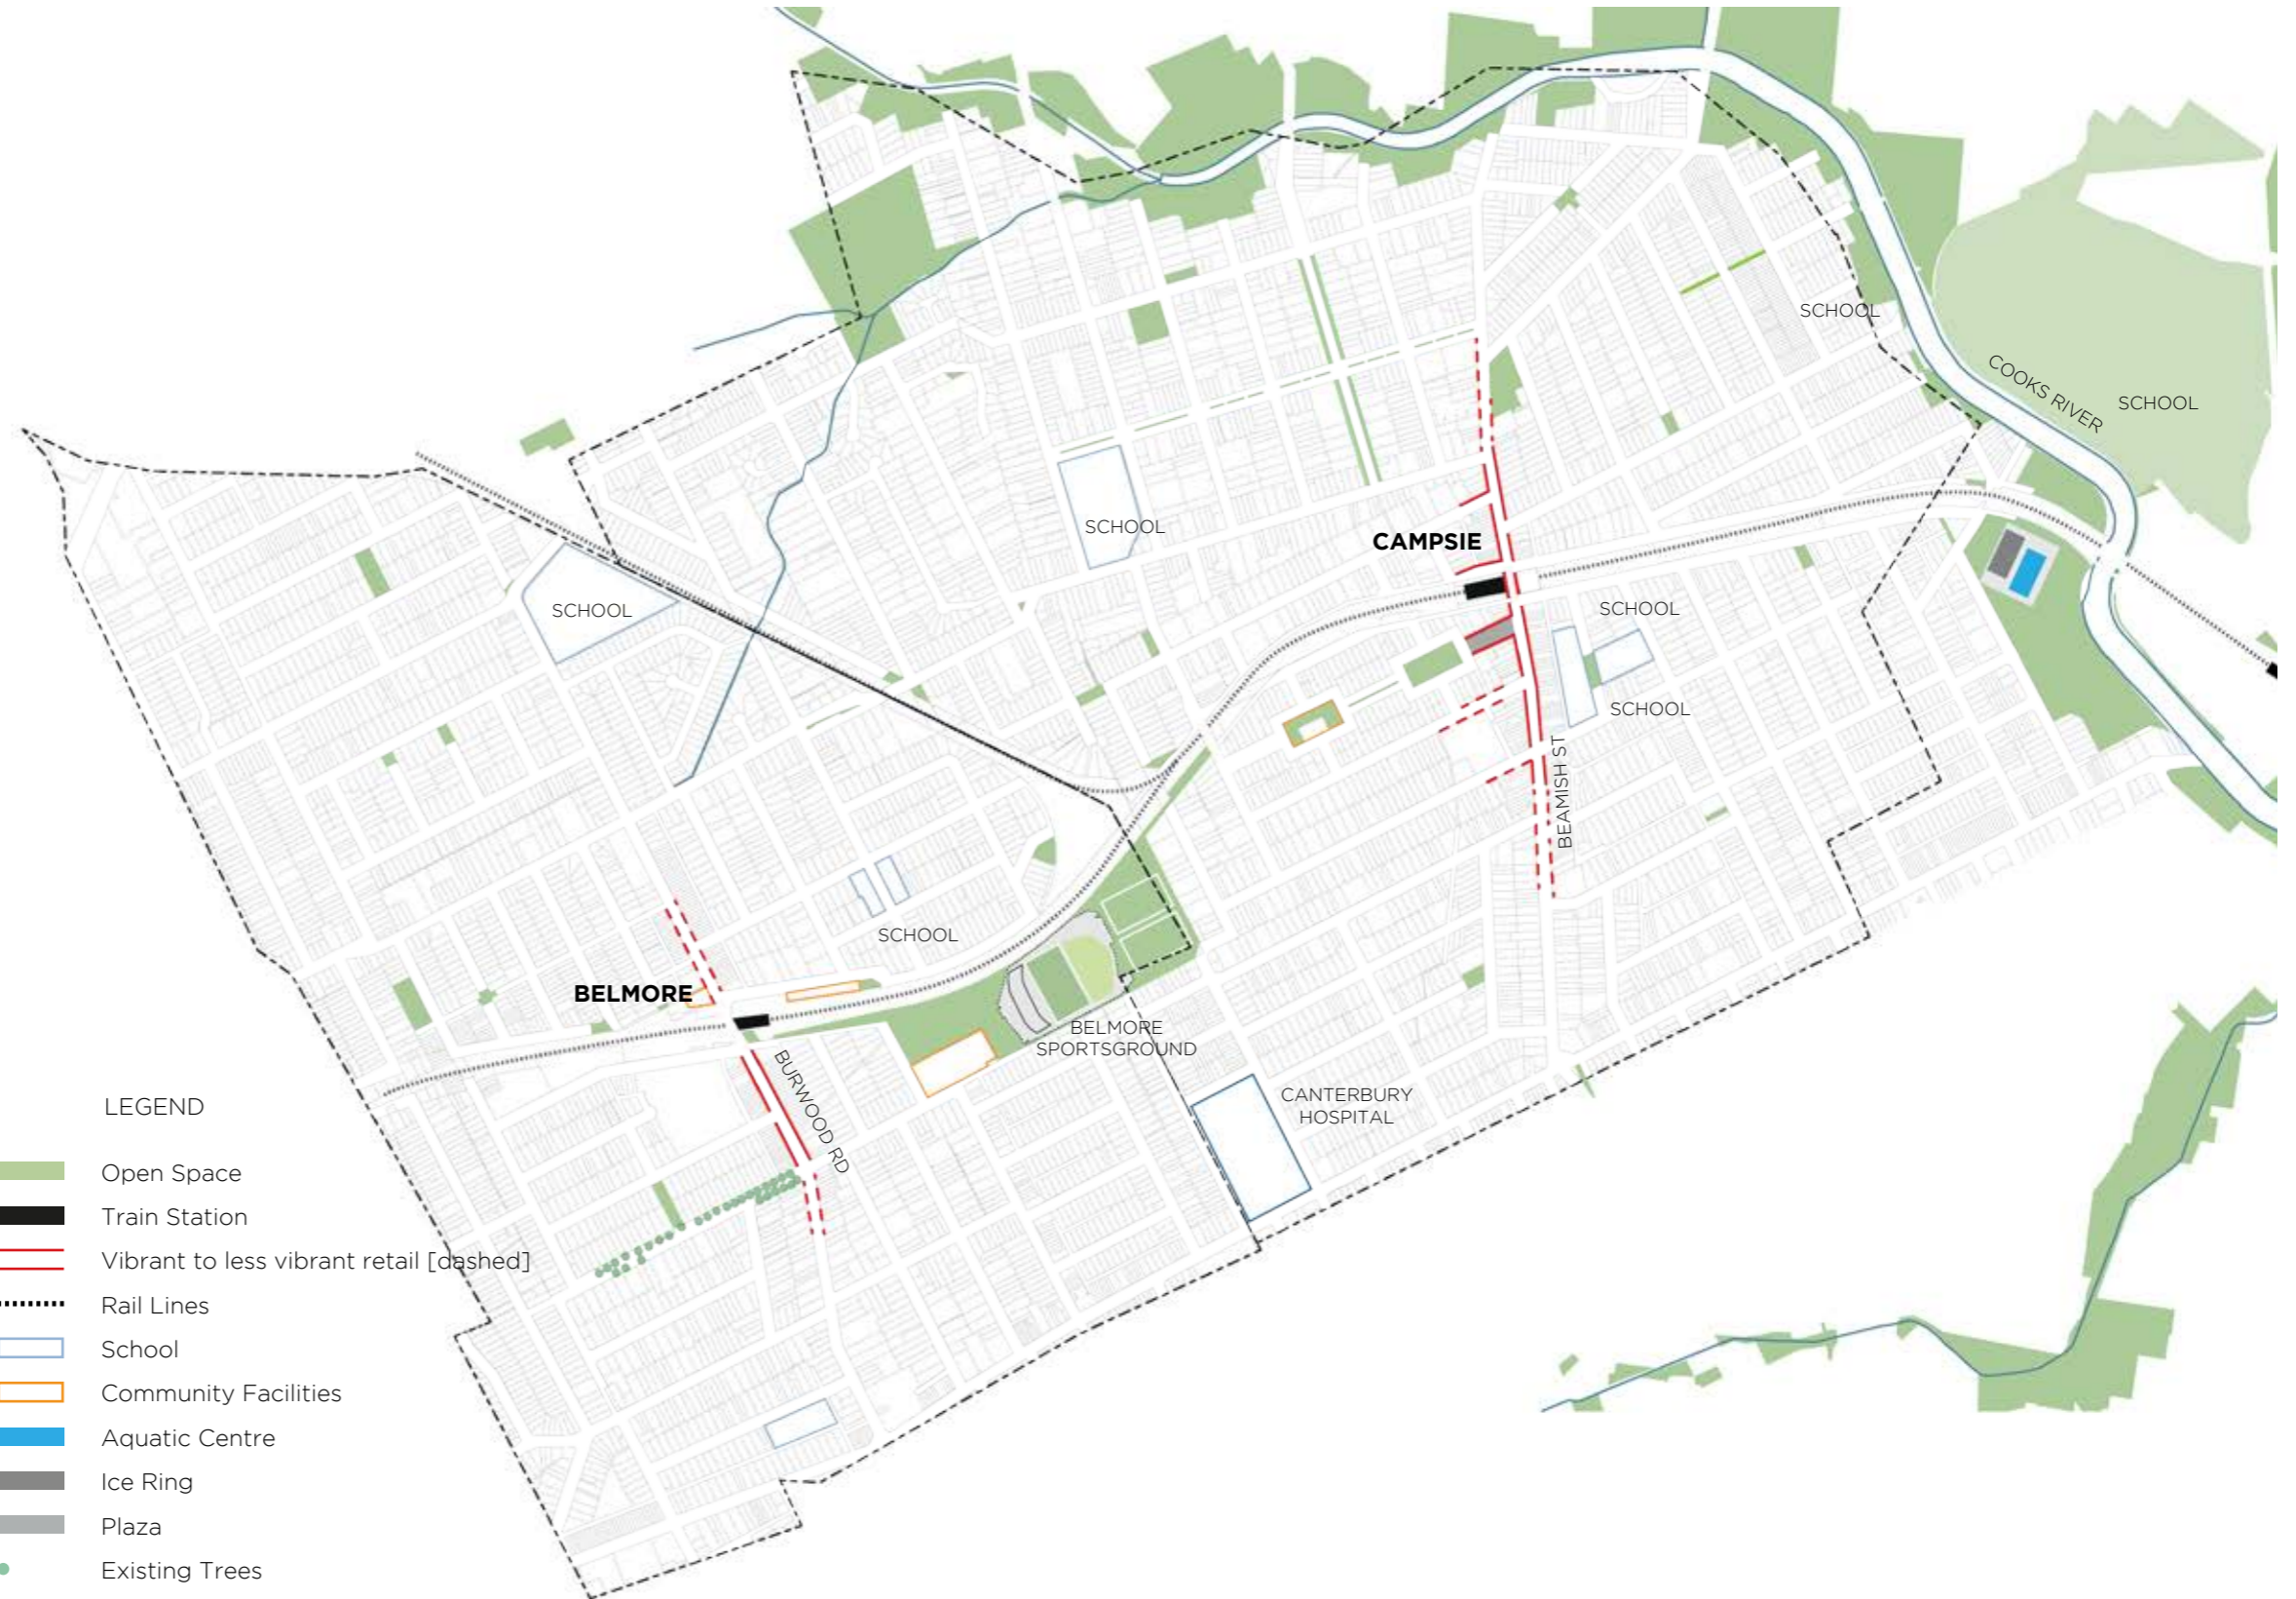 SCHOOL
COOKS RIVER
SCHOOL
SCHOOL
CAMPSIE
SCHOOL
SCHOOL
SCHOOL
BEAMISH ST
SCHOOL
BELMORE
BELMORE
SPORTSGROUND
BURWOOD RD
CANTERBURY
HOSPITAL
LEGEND
Open Space
Train Station
Vibrant to less vibrant retail [dashed]
Rail Lines
School
Community Facilities
Aquatic Centre
Ice Ring
Plaza
Existing Trees